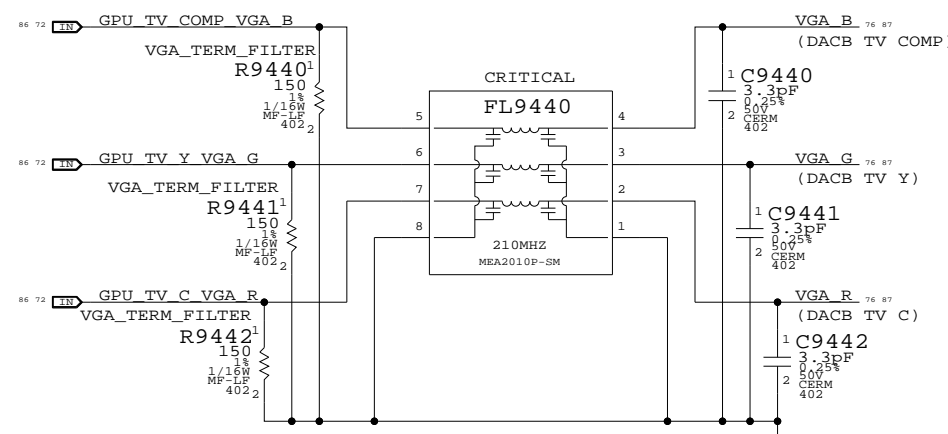 86 72 IN GPU_TV_COMP_VGA_B
VGA_TERM_FILTER
R9440
1
150
1%
1/16W
MF-LF
402
2
CRITICAL
FL9440
5
4
6
3
7
2
8
1
210MHZ
MEA2010P-SM
VGA_B 76 87
(DACB TV COMP)
1 C9440
3.3pF
0.25%
50V
2 CERM
402
86 72 IN GPU_TV_Y_VGA_G
VGA_TERM_FILTER
R9441
1
150
1%
1/16W
MF-LF
402
2
VGA_G 76 87
(DACB TV Y)
1 C9441
3.3pF
0.25%
50V
2 CERM
402
86 72 IN GPU_TV_C_VGA_R
VGA_TERM_FILTER
R9442
1
150
1%
1/16W
MF-LF
402
2
VGA_R 76 87
(DACB TV C)
1 C9442
3.3pF
0.25%
50V
2 CERM
402